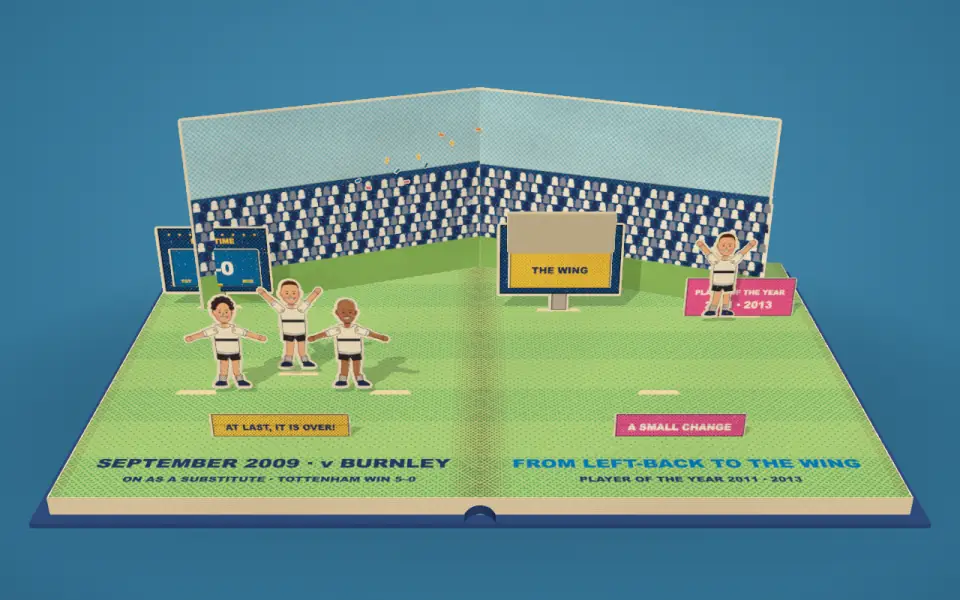 TIME
-0
THE WING
OF THE YEAR
2013
AT LAST, IT IS OVER!
A SMALL CHANGE
SEPTEMBER 2009 · v BURNLEY
ON AS A SUBSTITUTE · TOTTENHAM WIN 5-0
FROM LEFT-BACK TO THE WING
PLAYER OF THE YEAR 2011 · 2013